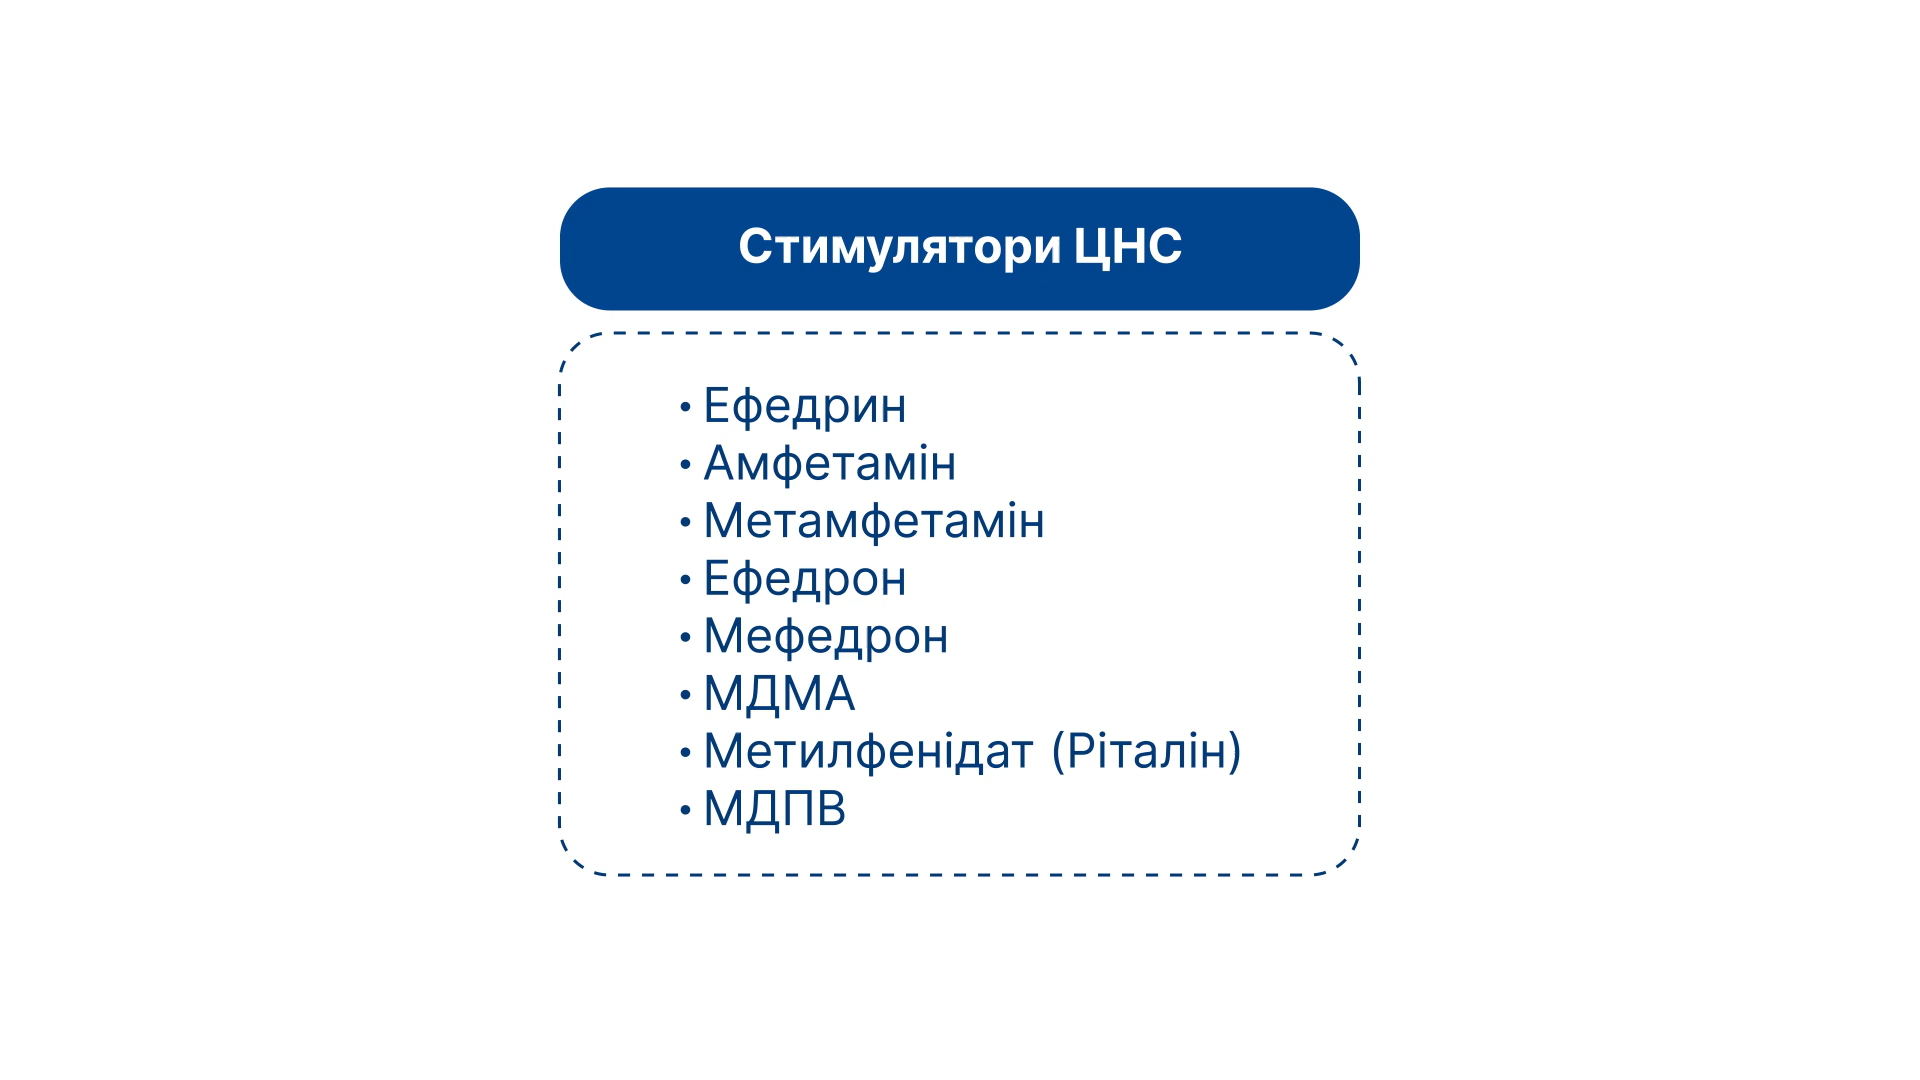 Стимулятори ЦНС
• Ефедрин
• Амфетамін
• Метамфетамін
• Ефедрон
• Мефедрон
• МДМА
• Метилфенідат (Ріталін)
• МДПВ